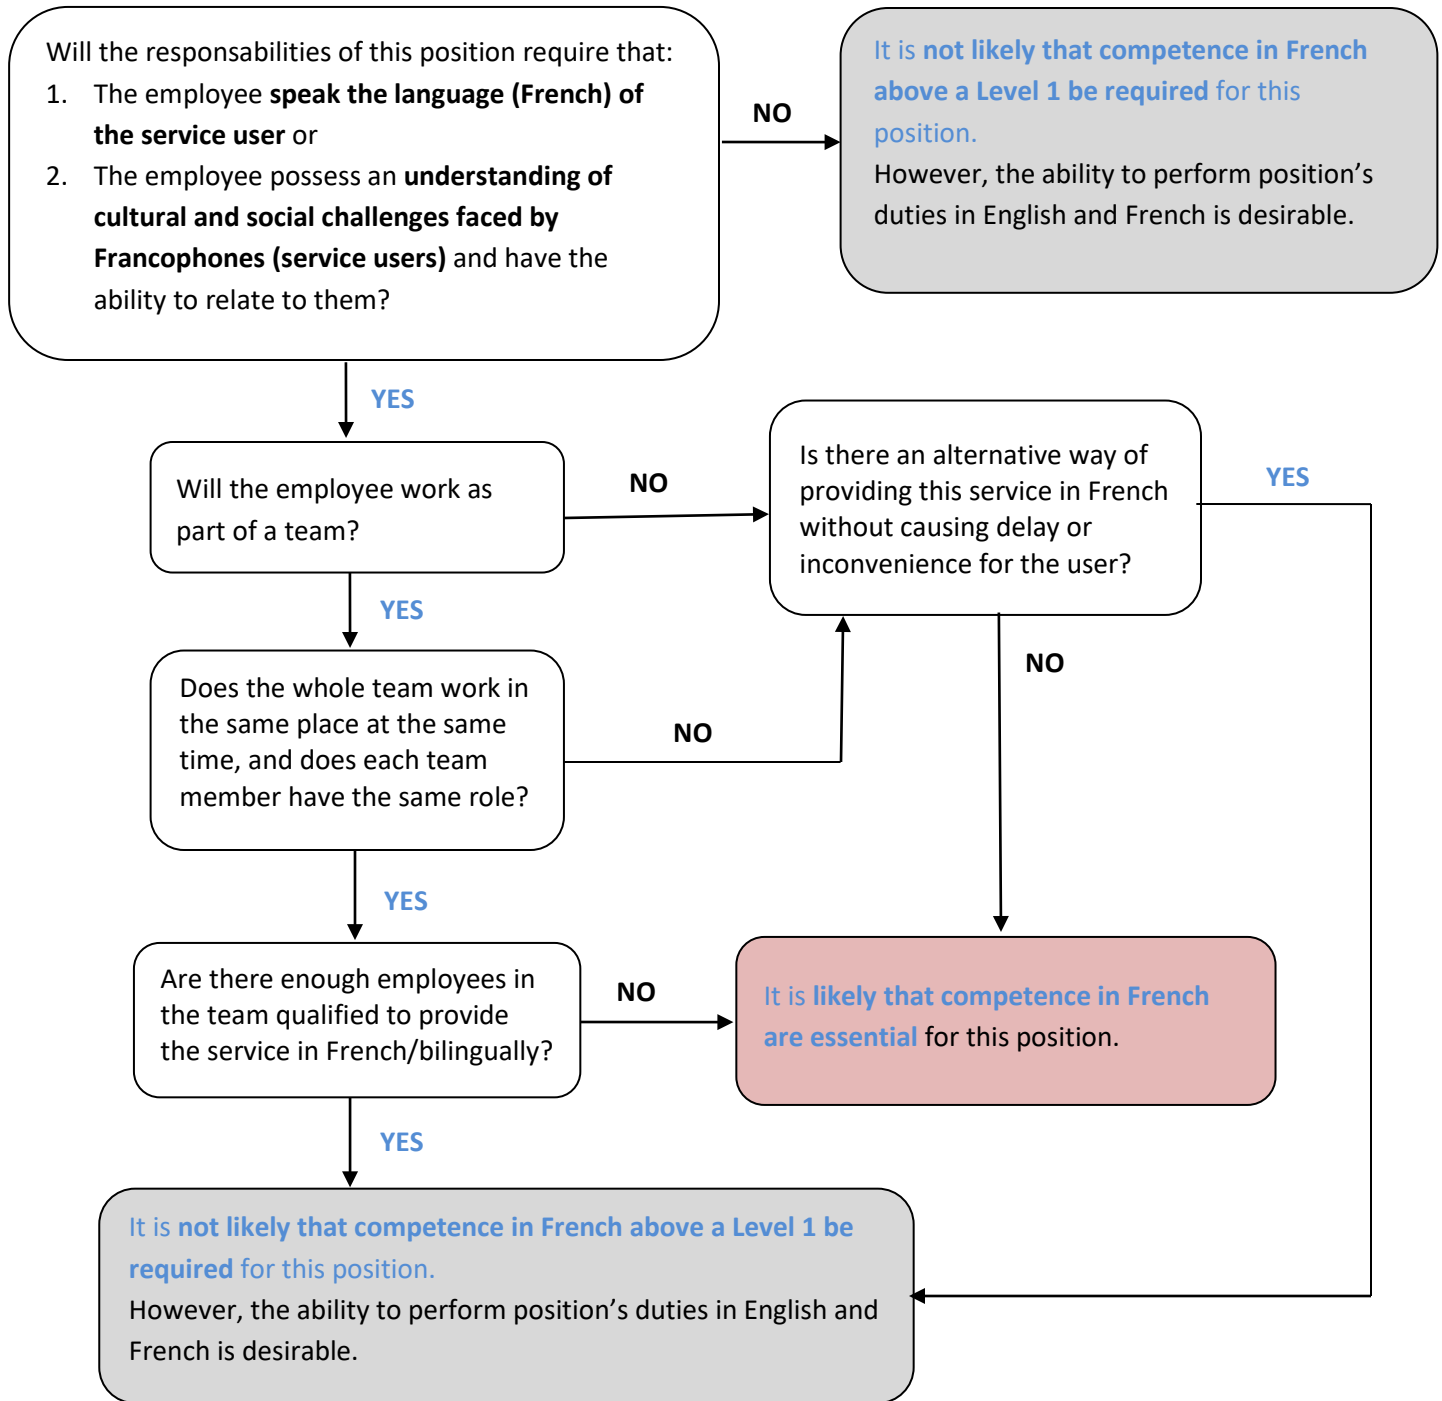 Will the responsabilities of this position require that:
1. The employee speak the language (French) of
the service user or
2. The employee possess an understanding of
cultural and social challenges faced by
Francophones (service users) and have the
ability to relate to them?
NO
It is not likely that competence in French
above a Level 1 be required for this
position.
However, the ability to perform position’s
duties in English and French is desirable.
YES
Will the employee work as
part of a team?
NO
Is there an alternative way of
providing this service in French
without causing delay or
inconvenience for the user?
YES
YES
NO
Does the whole team work in
the same place at the same
time, and does each team
member have the same role?
NO
YES
Are there enough employees in
the team qualified to provide
the service in French/bilingually?
NO
It is likely that competence in French
are essential for this position.
YES
It is not likely that competence in French above a Level 1 be
required for this position.
However, the ability to perform position’s duties in English and
French is desirable.